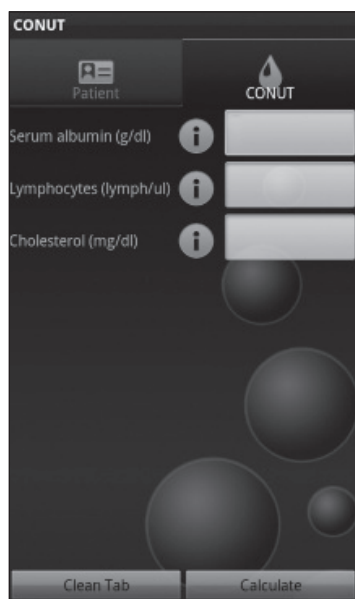 CONUT
Patient
CONUT
Serum albumin (g/dl)
Lymphocytes (lymph/ul)
Cholesterol (mg/dl)
Clean Tab
Calculate